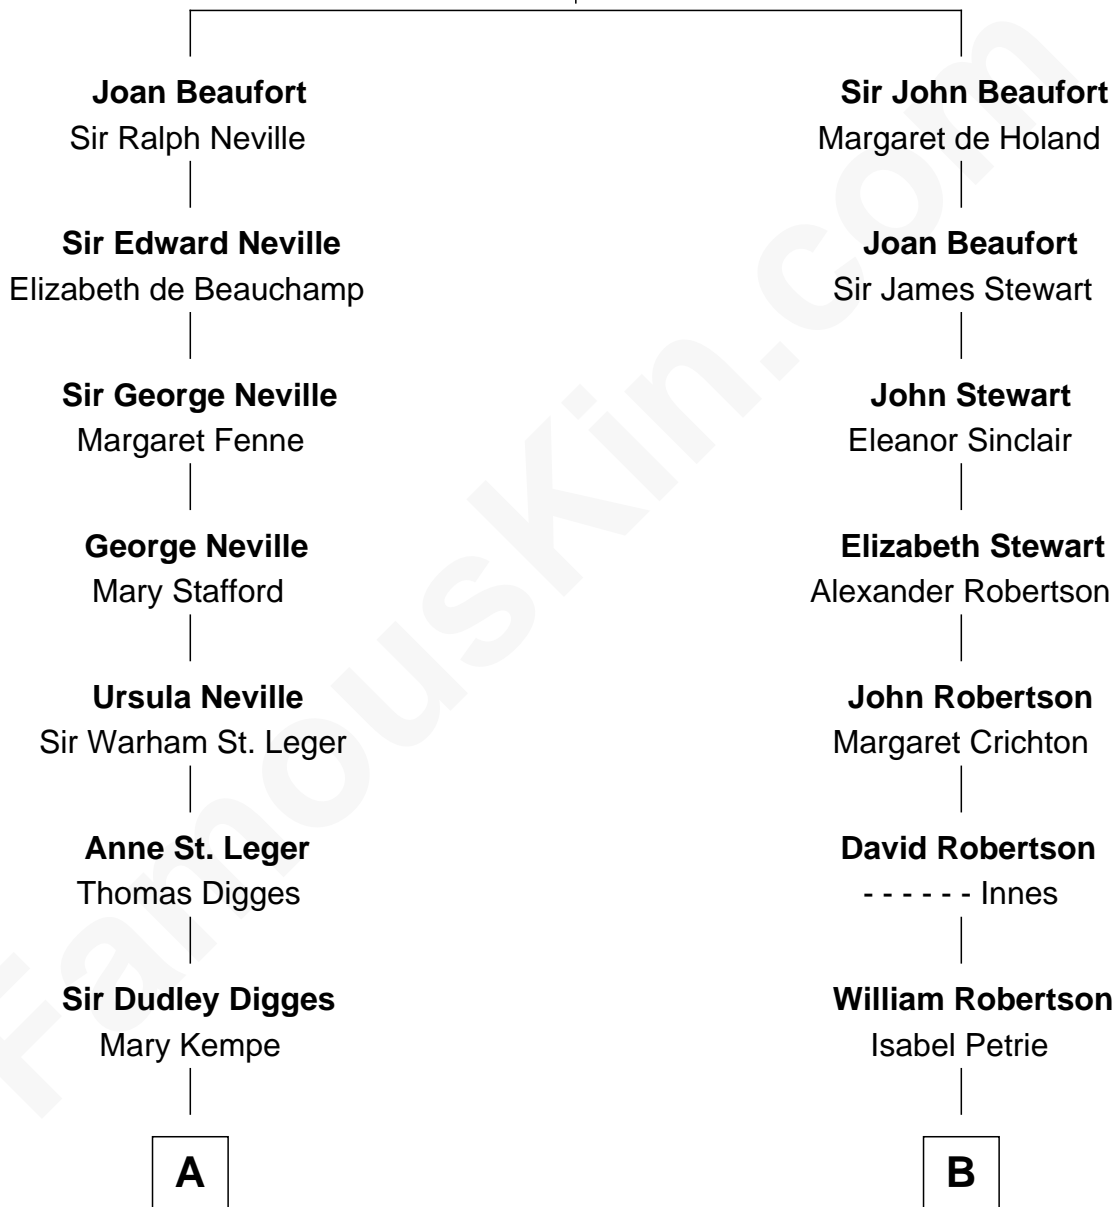 Joan Beaufort
Sir Ralph Neville
Sir Edward Neville
Elizabeth de Beauchamp
Sir George Neville
Margaret Fenne
George Neville
Mary Stafford
Ursula Neville
Sir Warham St. Leger
Anne St. Leger
Thomas Digges
Sir Dudley Digges
Mary Kempe
A
Sir John Beaufort
Margaret de Holand
Joan Beaufort
Sir James Stewart
John Stewart
Eleanor Sinclair
Elizabeth Stewart
Alexander Robertson
John Robertson
Margaret Crichton
David Robertson
- - - - - - Innes
William Robertson
Isabel Petrie
B
FamousKin.com